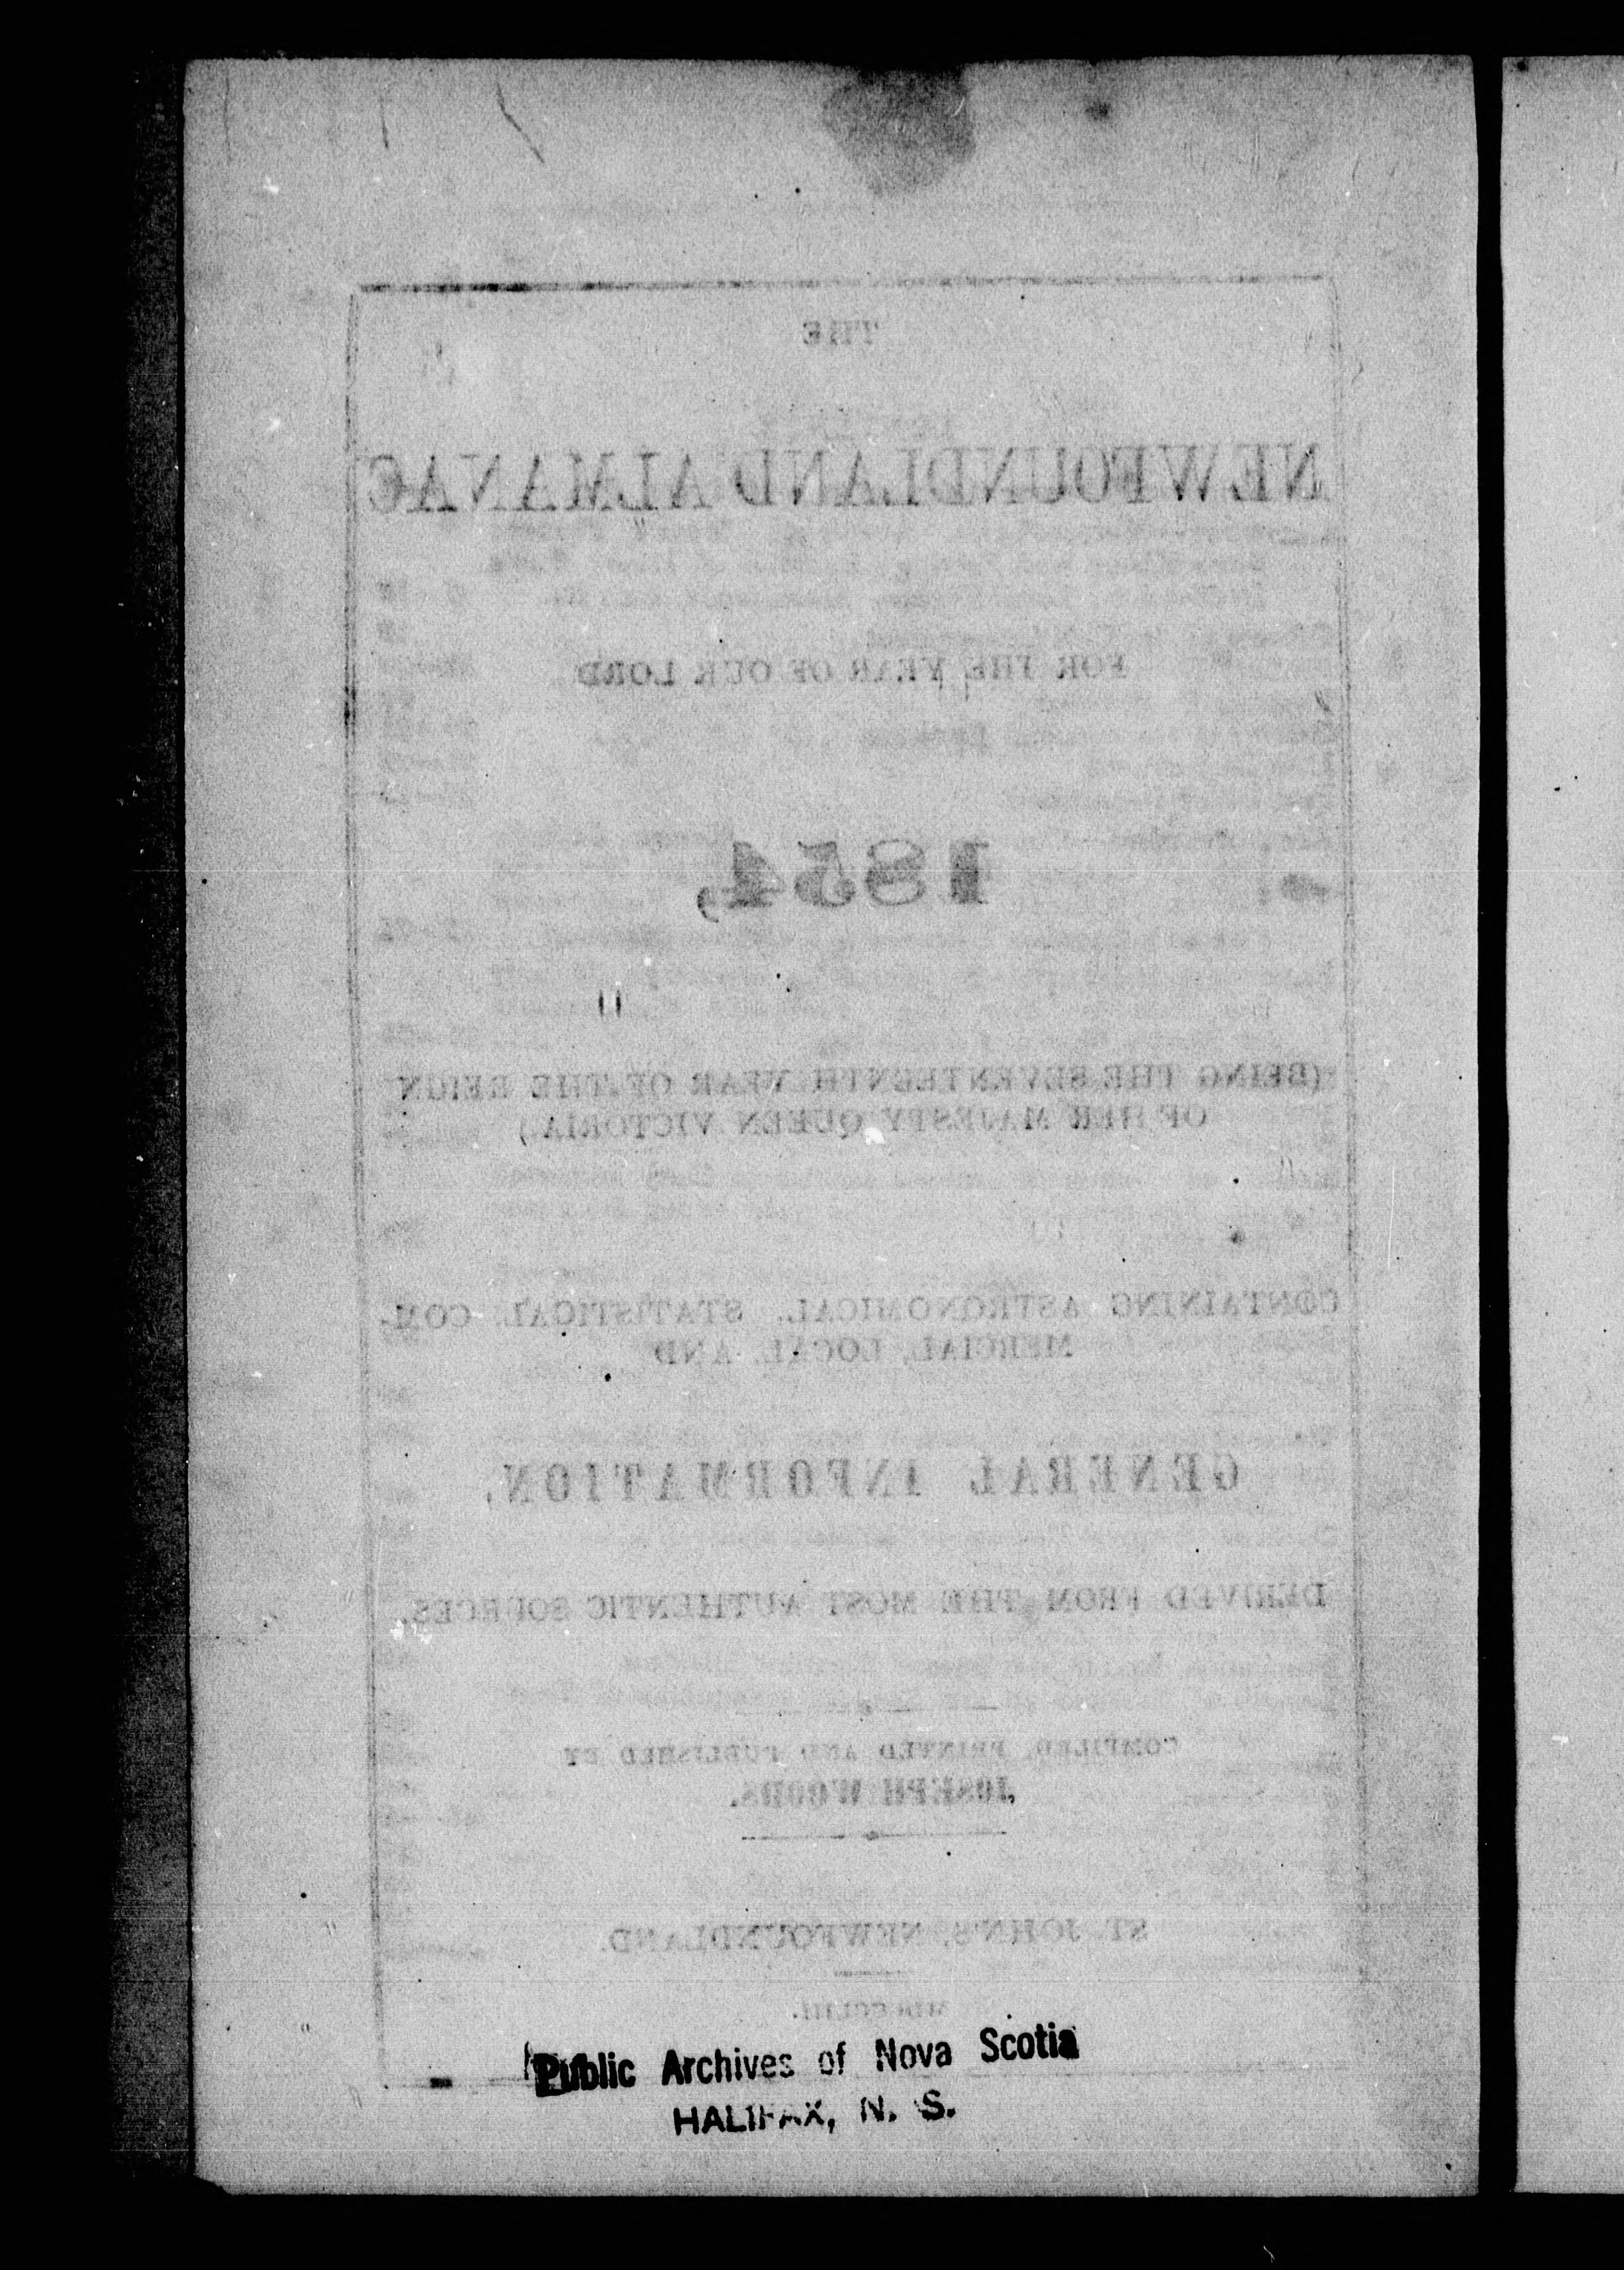 THE
NEWFOUNDLAND ALMANAC
FOR THE YEAR OF OUR LORD
1854,
(BEING THE SEVENTEENTH YEAR OF THE REIGN
OF HER MAJESTY QUEEN VICTORIA.)
CONTAINING ASTRONOMICAL, STATISTICAL, COM-
MERCIAL, LOCAL, AND
GENERAL INFORMATION,
DERIVED FROM THE MOST AUTHENTIC SOURCES.
COMPILED, PRINTED AND PUBLISHED BY
JOSEPH WOODS.
ST. JOHN'S, NEWFOUNDLAND.
MDCCCLIII.
Public Archives of Nova Scotia
HALIFAX, N. S.